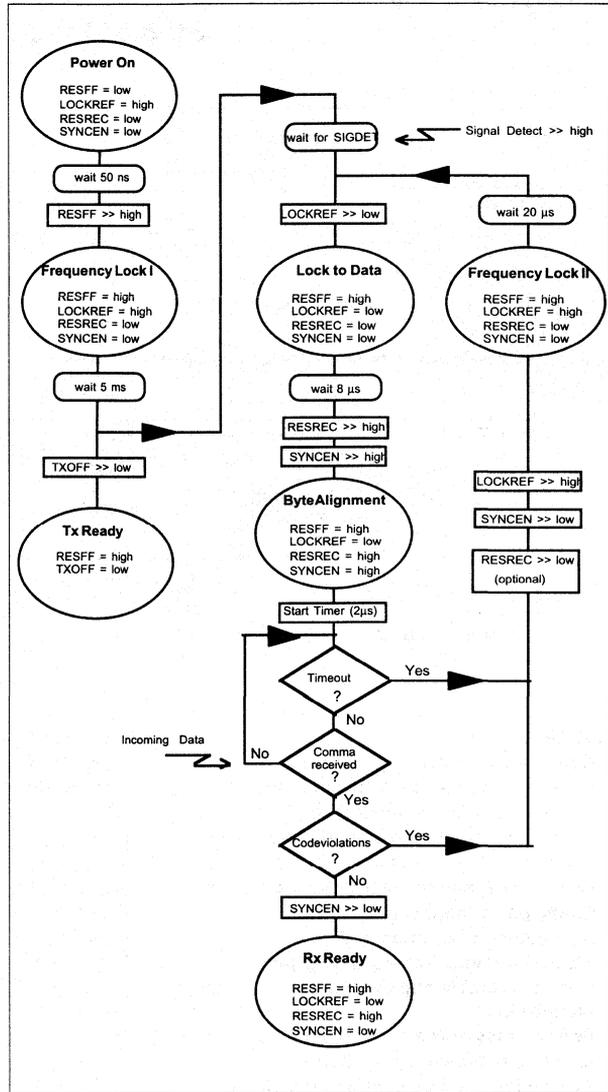 Power On
RESFF = low
LOCKREF = high
RESREC = low
SYNCEN = low
wait 50 ns
RESFF >> high
Frequency Lock I
RESFF = high
LOCKREF = high
RESREC = low
SYNCEN = low
wait 5 ms
TXOFF >> low
Tx Ready
RESFF = high
TXOFF = low
wait for SIGDET
Signal Detect >> high
LOCKREF >> low
Lock to Data
RESFF = high
LOCKREF = low
RESREC = low
SYNCEN = low
wait 8 µs
RESREC >> high
SYNCEN >> high
ByteAlignment
RESFF = high
LOCKREF = low
RESREC = high
SYNCEN = high
Start Timer (2µs)
Timeout
?
Yes
No
Incoming Data
Comma
received
?
No
Yes
Codeviolations
?
Yes
No
SYNCEN >> low
Rx Ready
RESFF = high
LOCKREF = low
RESREC = high
SYNCEN = low
wait 20 µs
Frequency Lock II
RESFF = high
LOCKREF = high
RESREC = low
SYNCEN = low
LOCKREF >> high
SYNCEN >> low
RESREC >> low
(optional)